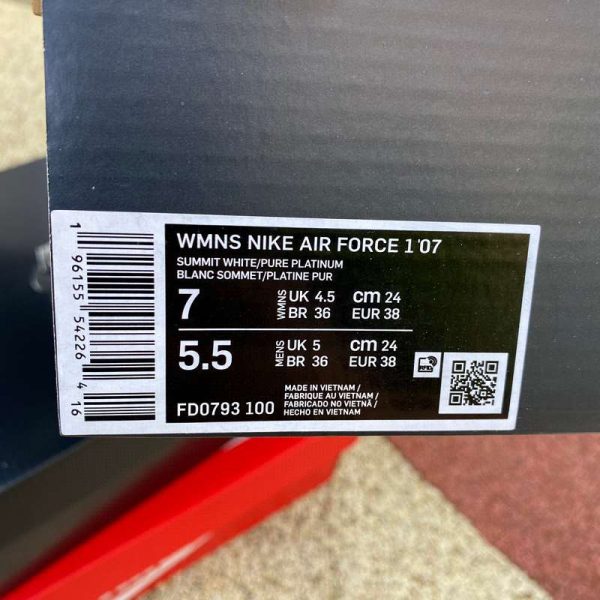 WMNS NIKE AIR FORCE 1 '07
SUMMIT WHITE/PURE PLATINUM
BLANC SOMMET/PLATINE PUR
7 WMNS UK 4.5 cm 24
BR 36 EUR 38
5.5 MENS UK 5 cm 24
BR 36 EUR 38
MADE IN VIETNAM /
FABRIQUE AU VIETNAM /
FABRICADO NO VIETNÃ /
HECHO EN VIETNAM
FD0793 100
1 96155 54226 4 16